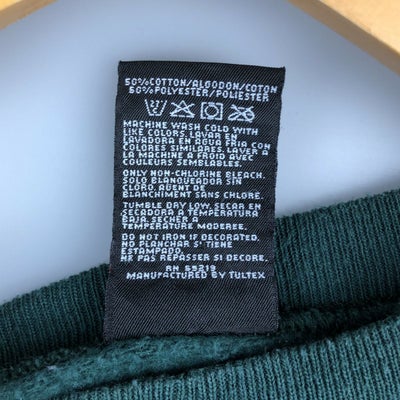 50%COTTON/ALGODON/COTON
50%POLYESTER/POLIESTER
MACHINE WASH COLD WITH
LIKE COLORS. LAVAR EN
LAVADORA EN AGUA FRIA CON
COLORES SIMILARES. LAVER A
LA MACHINE A FROID AVEC
COULEURS SEMBLABLES.
ONLY NON-CHLORINE BLEACH.
SOLO BLANQUEADOR SIN
CLORO. AGENT DE
BLANCHIMENT SANS CHLORE.
TUMBLE DRY LOW. SECAR EN
SECADORA A TEMPERATURA
BAJA. SECHER A
TEMPERATURE MODEREE.
DO NOT IRON IF DECORATED.
NO PLANCHAR SI TIENE
ESTAMPADO.
NE PAS REPASSER SI DECORE.
RN 55219
MANUFACTURED BY TULTEX